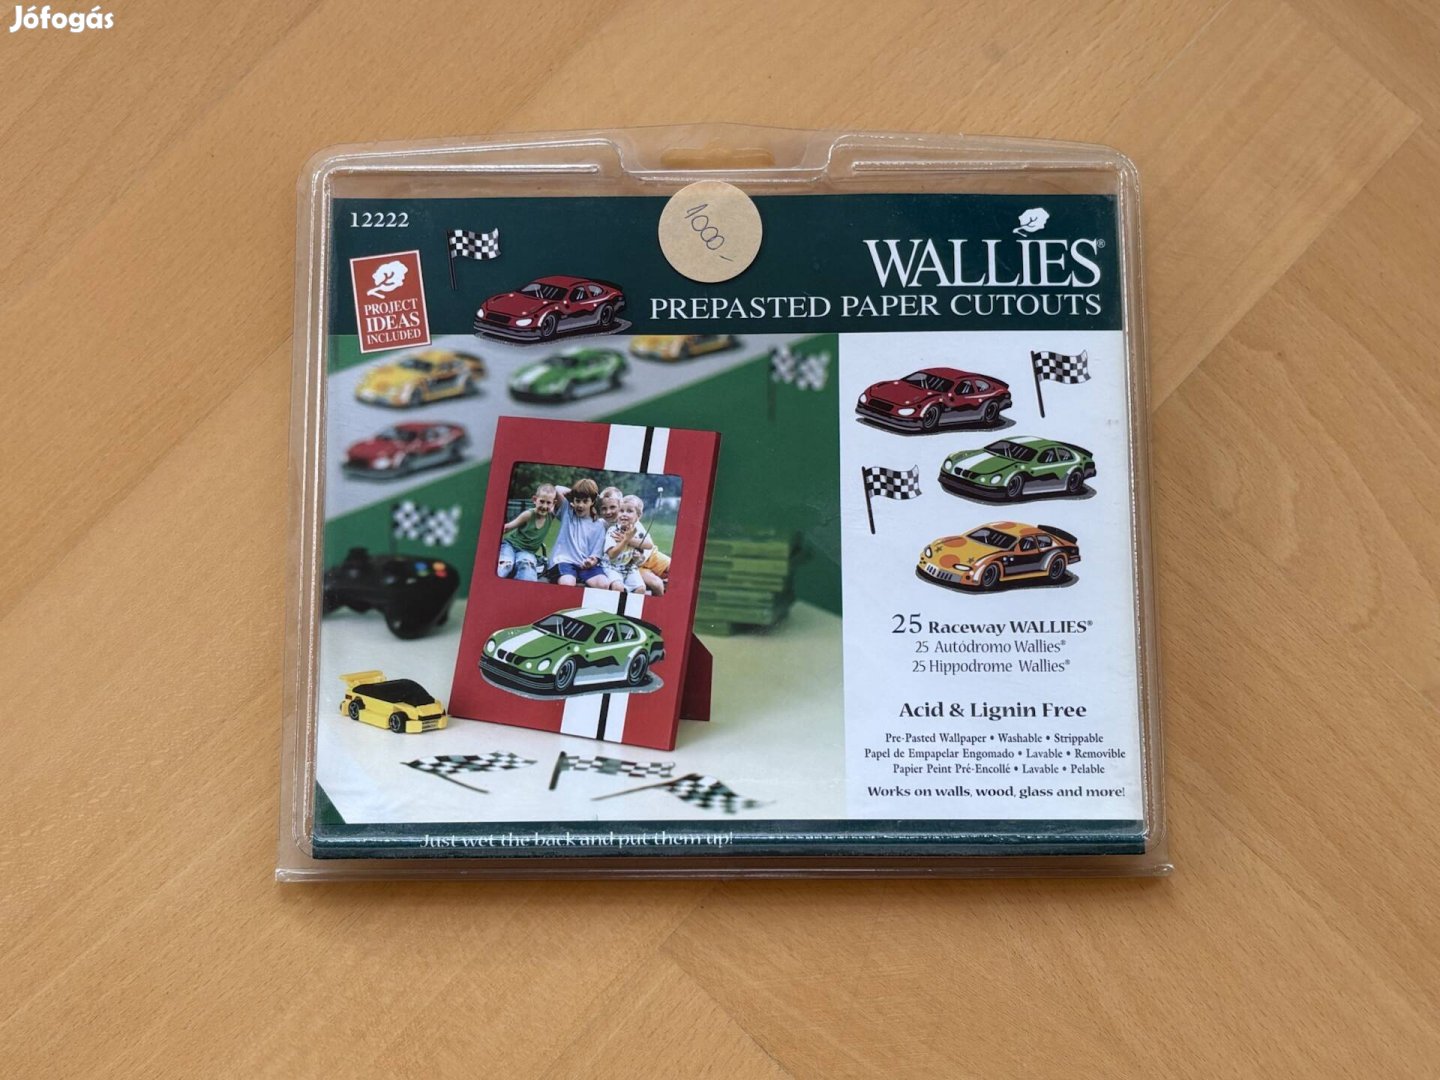 Jófogás
12222
1000,-
PROJECT
IDEAS
INCLUDED
WALLIES®
PREPASTED PAPER CUTOUTS
25 Raceway WALLIES®
25 Autódromo Wallies®
25 Hippodrome Wallies®
Acid & Lignin Free
Pre-Pasted Wallpaper • Washable • Strippable
Papel de Empapelar Engomado • Lavable • Removible
Papier Peint Pré-Encollé • Lavable • Pelable
Works on walls, wood, glass and more!
Just wet the back and put them up!